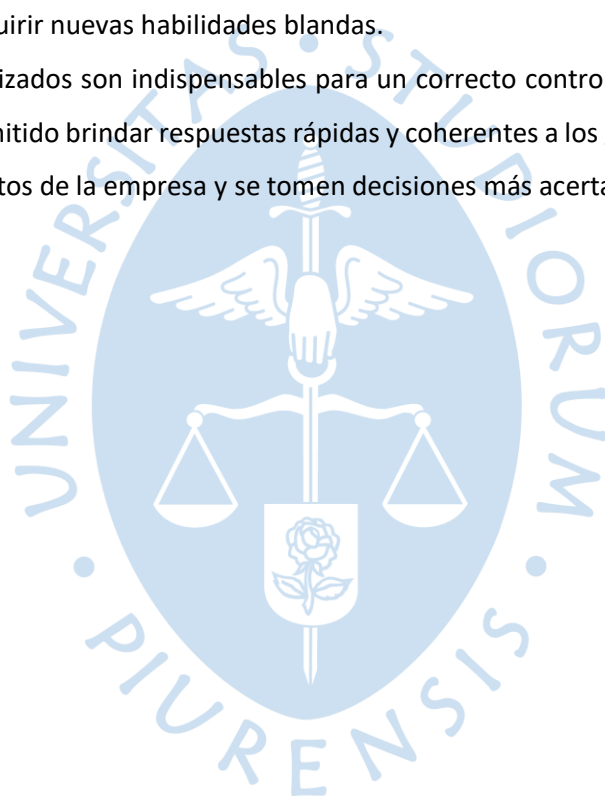 uirir nuevas habilidades blandas.
izados son indispensables para un correcto contro
nitido brindar respuestas rápidas y coherentes a los
tos de la empresa y se tomen decisiones más acerta
UNIVERSITAS • STUDIORUM • PIURENSIS •